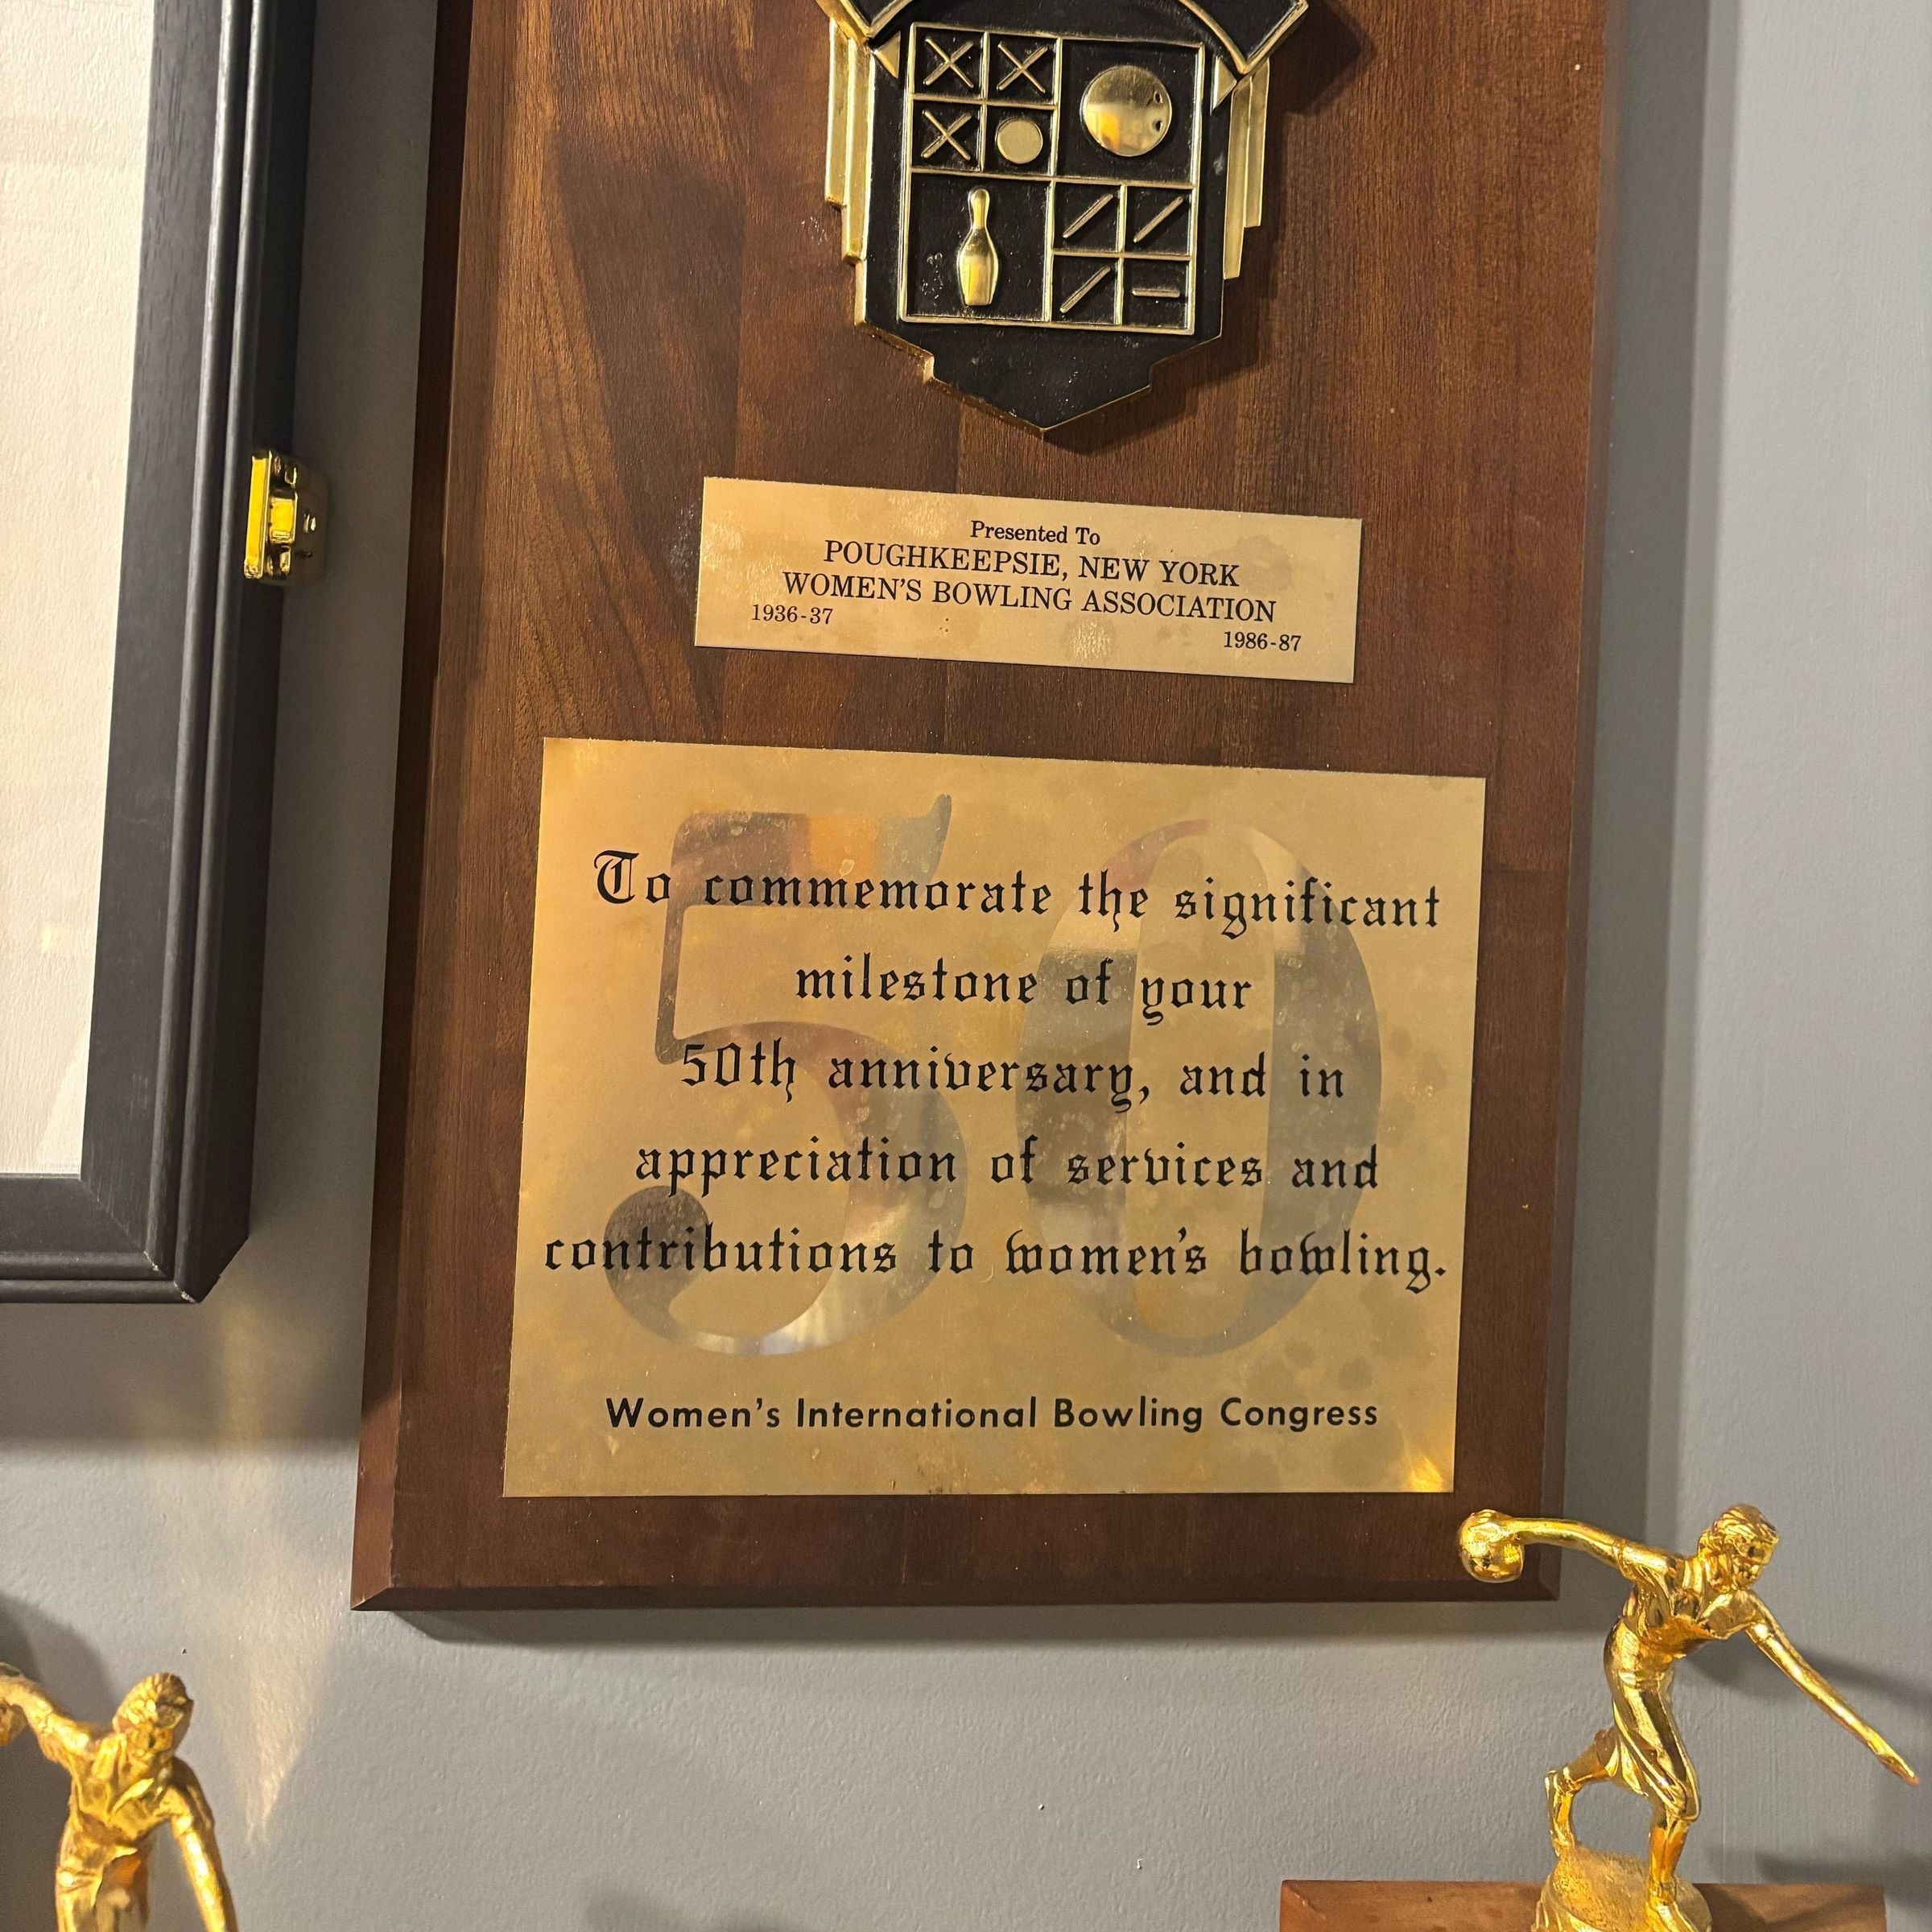 Presented To
POUGHKEEPSIE, NEW YORK
WOMEN'S BOWLING ASSOCIATION
1936-37 1986-87
50
To commemorate the significant
milestone of your
50th anniversary, and in
appreciation of services and
contributions to women's bowling.
Women's International Bowling Congress